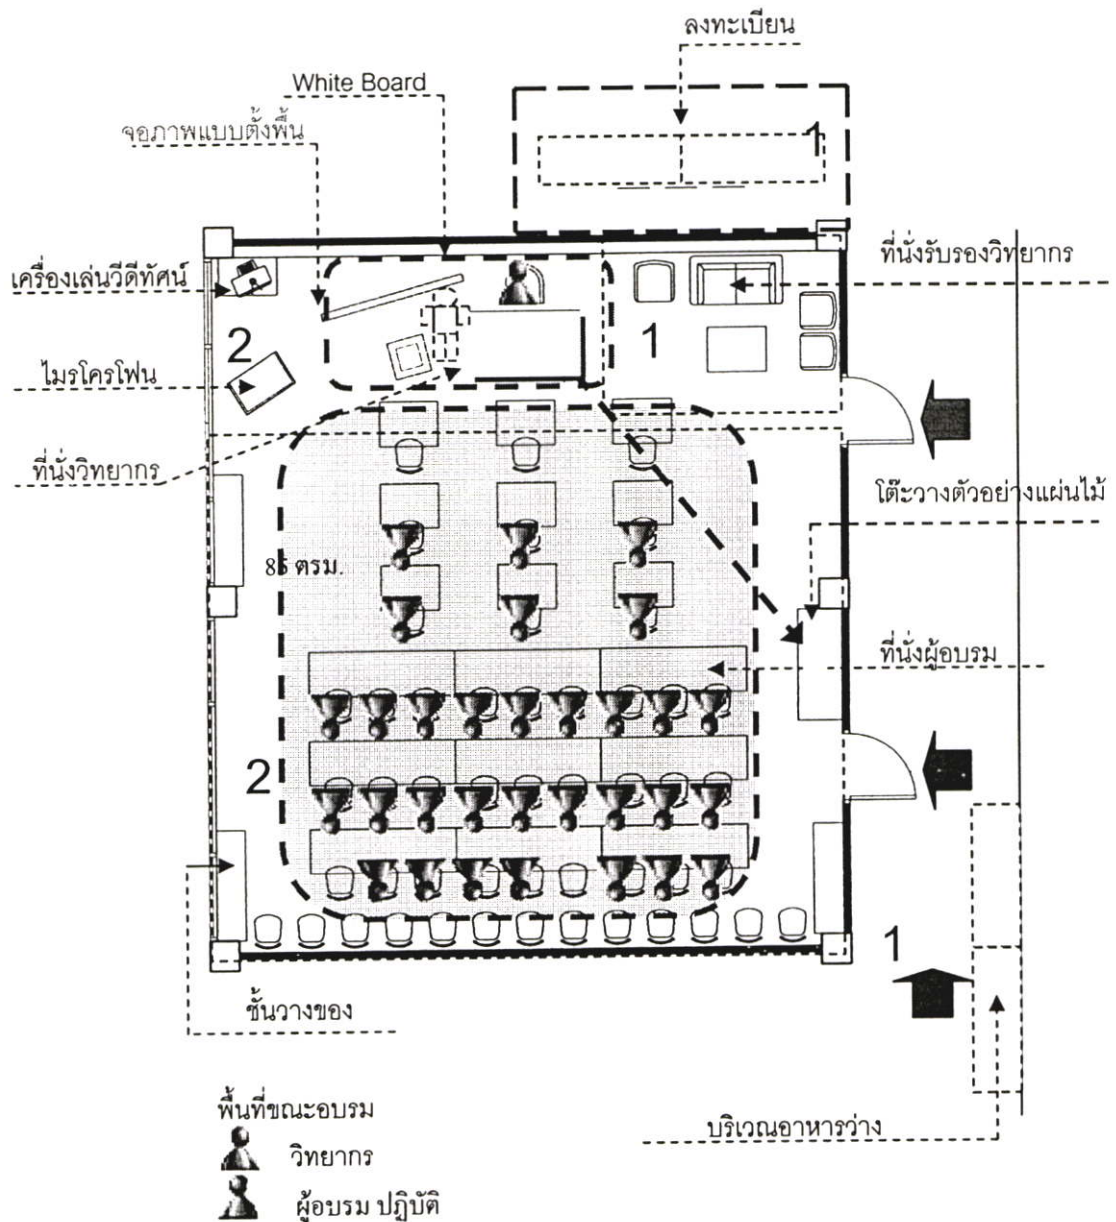 ลงทะเบียน
White Board
จอภาพแบบตั้งพื้น
1
ที่นั่งรับรองวิทยากร
เครื่องเล่นวีดีทัศน์
2
1
ไมรโครโฟน
ที่นั่งวิทยากร
โต๊ะวางตัวอย่างแผ่นไม้
ตรม.
ที่นั่งผู้อบรม
2
1
ชั้นวางของ
พื้นที่ขณะอบรม
บริเวณอาหารว่าง
วิทยากร
ผู้อบรม ปฏิบัติ